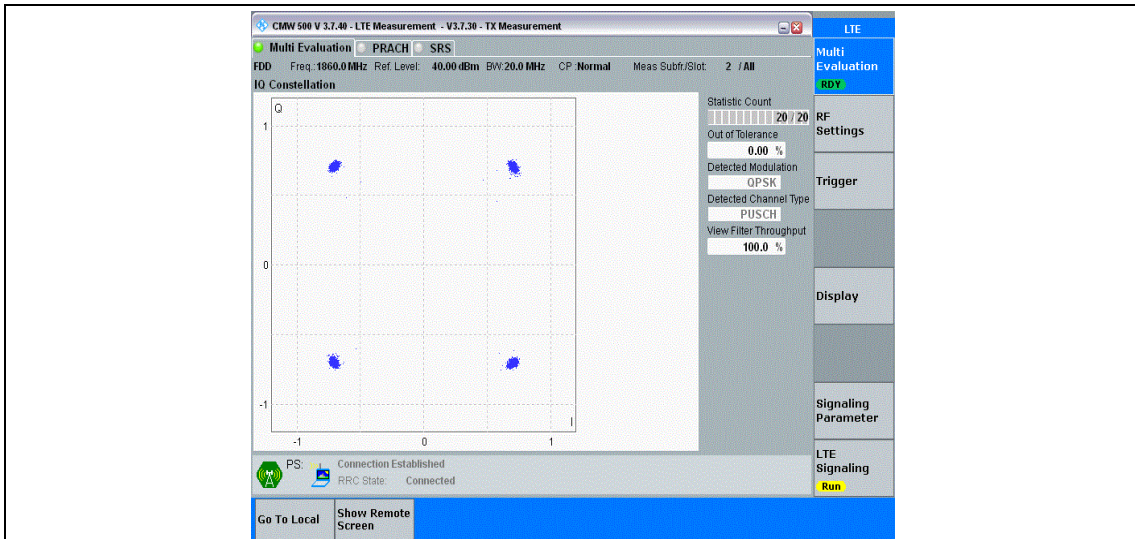 CMW 500 V 3.7.40 - LTE Measurement - V3.7.30 - TX Measurement
LTE
Multi Evaluation PRACH SRS
Multi
Evaluation
RDY
FDD Freq.:1860.0 MHz Ref. Level: 40.00 dBm BW:20.0 MHz CP :Normal Meas Subfr./Slot: 2 / All
IQ Constellation
Q
1
0
-1
-1 0 1
I
Statistic Count
20 / 20
Out of Tolerance
0.00 %
Detected Modulation
QPSK
Detected Channel Type
PUSCH
View Filter Throughput
100.0 %
RF
Settings
Trigger
Display
Signaling
Parameter
LTE
Signaling
Run
PS: Connection Established
RRC State: Connected
Go To Local
Show Remote
Screen